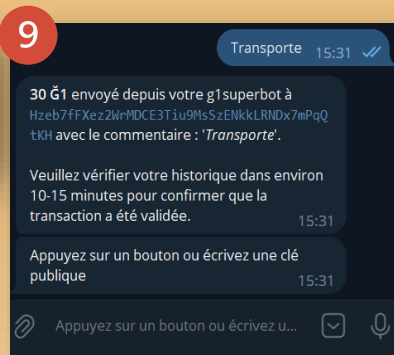 9
Transporte 15:31
30 Ğ1 envoyé depuis votre g1superbot à
Hzeb7fFXez2WrMDCE3Tiu9MsSzENkkLRNDx7mPqQ
tKH avec le commentaire : 'Transporte'.
Veuillez vérifier votre historique dans environ
10-15 minutes pour confirmer que la
transaction a été validée.
15:31
Appuyez sur un bouton ou écrivez une clé
publique
15:31
Appuyez sur un bouton ou écrivez u...